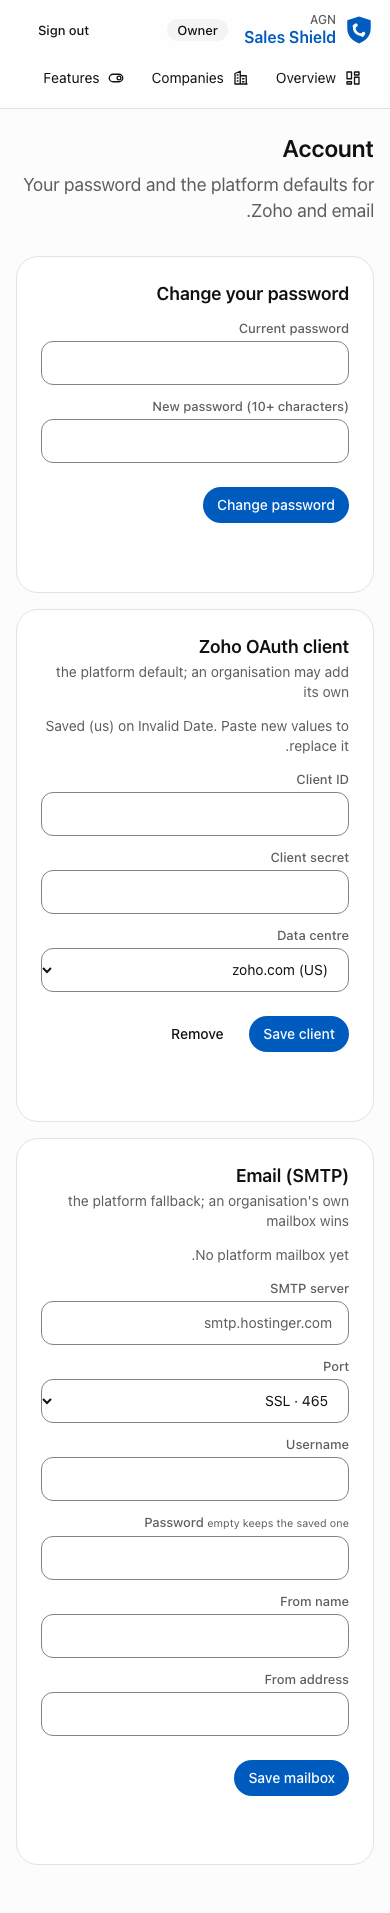 AGN
Sales Shield
Owner
Sign out
Overview
Companies
Features
Account
Your password and the platform defaults for
.Zoho and email
Change your password
Current password
New password (10+ characters)
Change password
Zoho OAuth client
the platform default; an organisation may add
its own
Saved (us) on Invalid Date. Paste new values to
.replace it
Client ID
Client secret
Data centre
zoho.com (US)
Save client
Remove
Email (SMTP)
the platform fallback; an organisation's own
mailbox wins
.No platform mailbox yet
SMTP server
smtp.hostinger.com
Port
SSL · 465
Username
Password empty keeps the saved one
From name
From address
Save mailbox